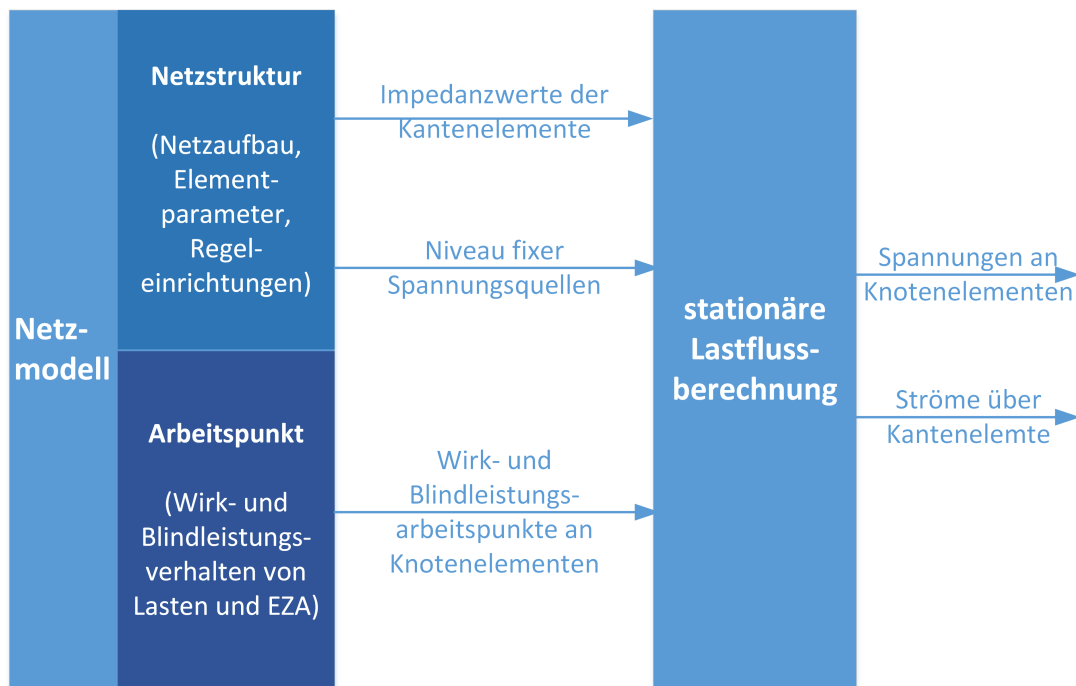 Netz-
modell
Netzstruktur
(Netzaufbau,
Element-
parameter,
Regel-
einrichtungen)
Arbeitspunkt
(Wirk- und
Blindleistungs-
verhalten von
Lasten und EZA)
Impedanzwerte der
Kantenelemente
Niveau fixer
Spannungsquellen
Wirk- und
Blindleistungs-
arbeitspunkte an
Knotenelementen
stationäre
Lastfluss-
berechnung
Spannungen an
Knotenelementen
Ströme über
Kantenelemte